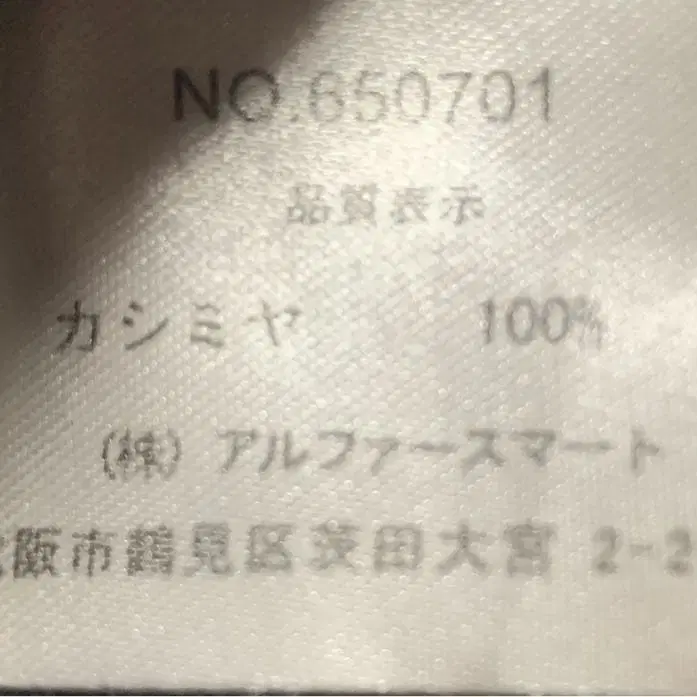 NO.650701
品質表示
カシミヤ 100%
(株) アルファースマート
大阪市鶴見区茨田大宮 2-2